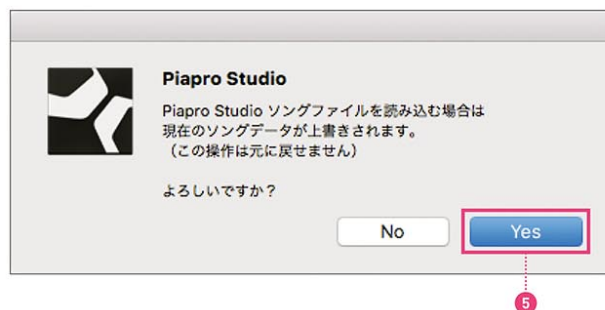 Piapro Studio
Piapro Studio ソングファイルを読み込む場合は
現在のソングデータが上書きされます。
（この操作は元に戻せません）
よろしいですか？
No
Yes
5